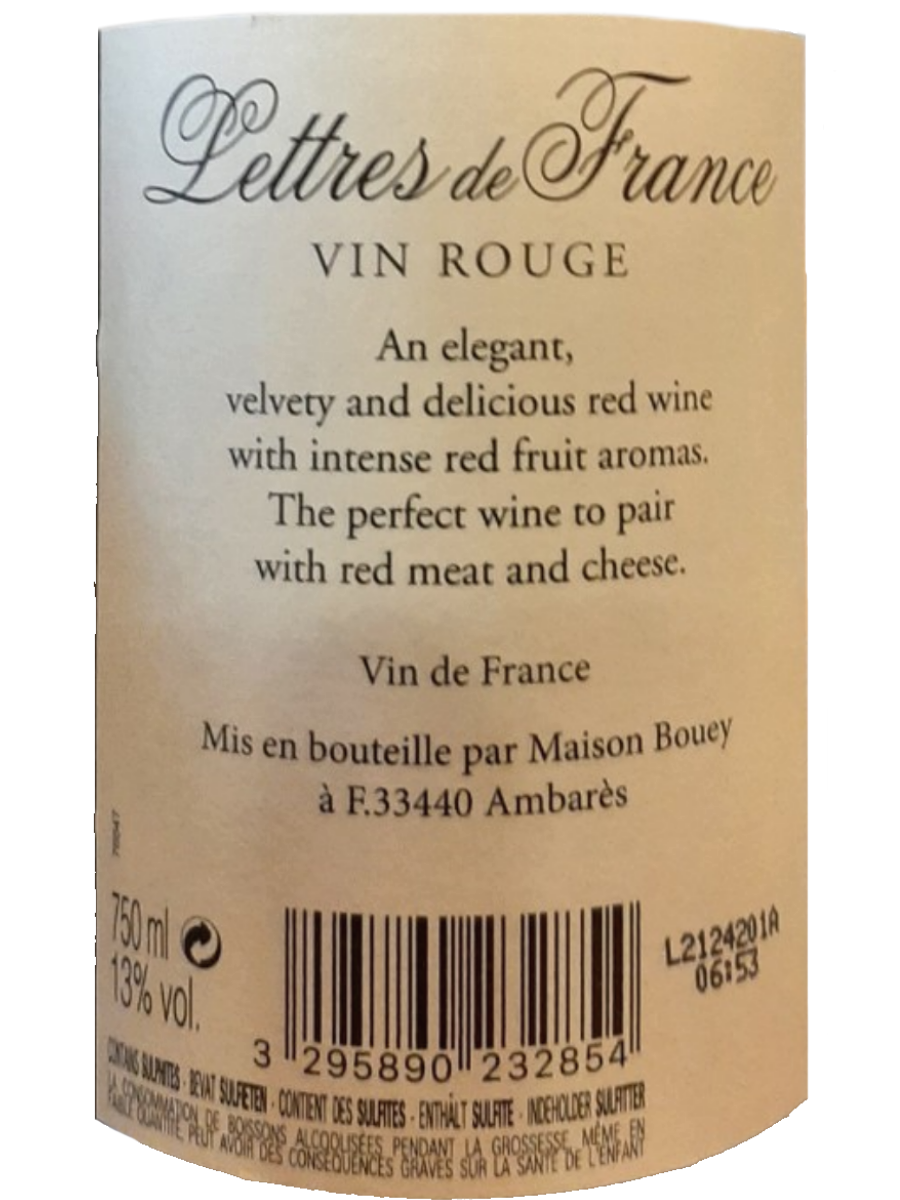 Lettres de France
VIN ROUGE
An elegant,
velvety and delicious red wine
with intense red fruit aromas.
The perfect wine to pair
with red meat and cheese.
Vin de France
Mis en bouteille par Maison Bouey
à F.33440 Ambarès
750 ml
13% vol.
L2124201A
06:53
3 295890 232854
CONTAINS SULPHITES · BEVAT SULFIETEN · CONTIENT DES SULFITES · ENTHÄLT SULFITE · INDEHOLDER SULFITTER
LA CONSOMMATION DE BOISSONS ALCOOLISÉES PENDANT LA GROSSESSE, MÊME EN
FAIBLE QUANTITÉ, PEUT AVOIR DES CONSÉQUENCES GRAVES SUR LA SANTÉ DE L'ENFANT